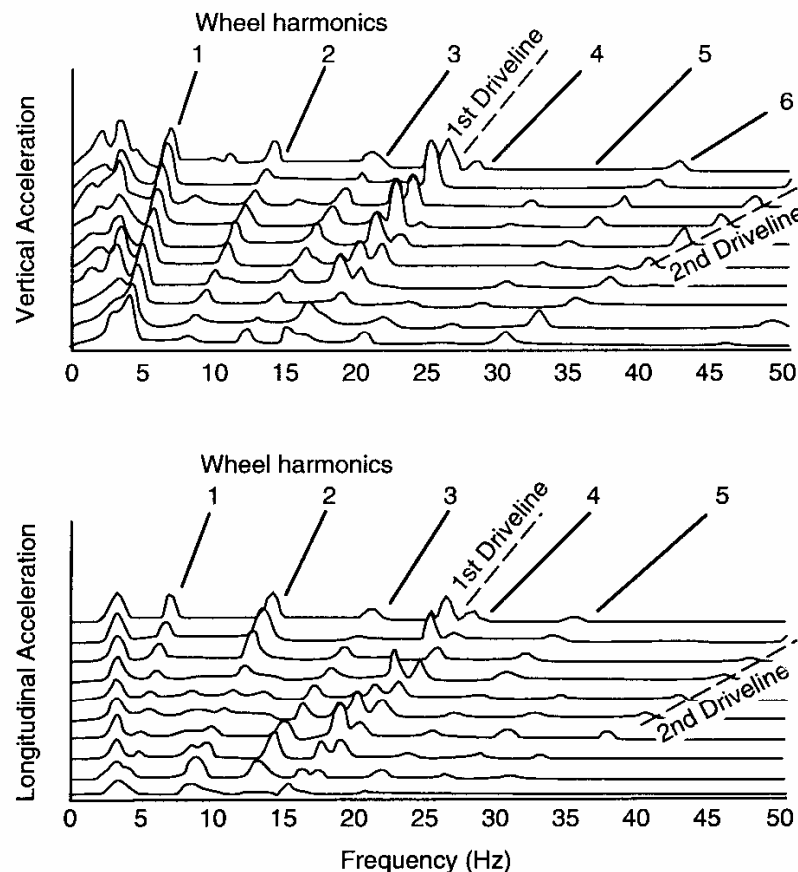 Wheel harmonics
1 2 3 4 5 6
1st Driveline
2nd Driveline
Vertical Acceleration
0 5 10 15 20 25 30 35 40 45 50
Wheel harmonics
1 2 3 4 5
1st Driveline
2nd Driveline
Longitudinal Acceleration
0 5 10 15 20 25 30 35 40 45 50
Frequency (Hz)